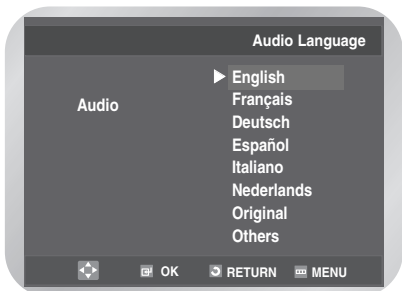 Audio Language
Audio
English
Français
Deutsch
Español
Italiano
Nederlands
Original
Others
OK RETURN MENU